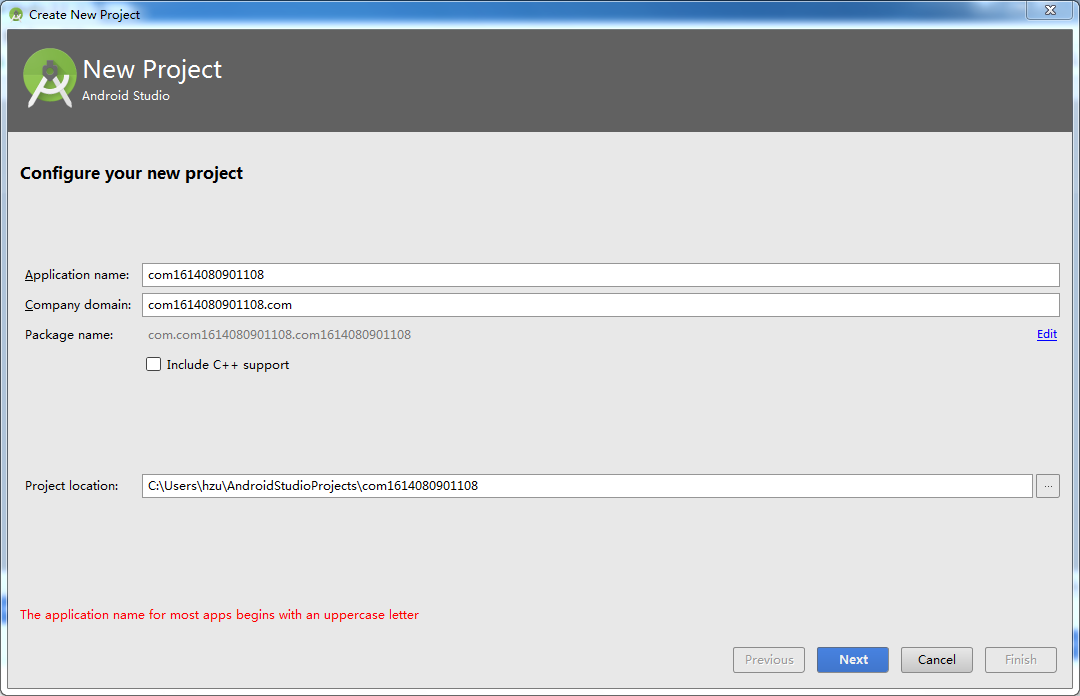 Create New Project
New Project
Android Studio
Configure your new project
Application name: com1614080901108
Company domain: com1614080901108.com
Package name: com.com1614080901108.com1614080901108 Edit
Include C++ support
Project location: C:\Users\hzu\AndroidStudioProjects\com1614080901108 ...
The application name for most apps begins with an uppercase letter
Previous Next Cancel Finish